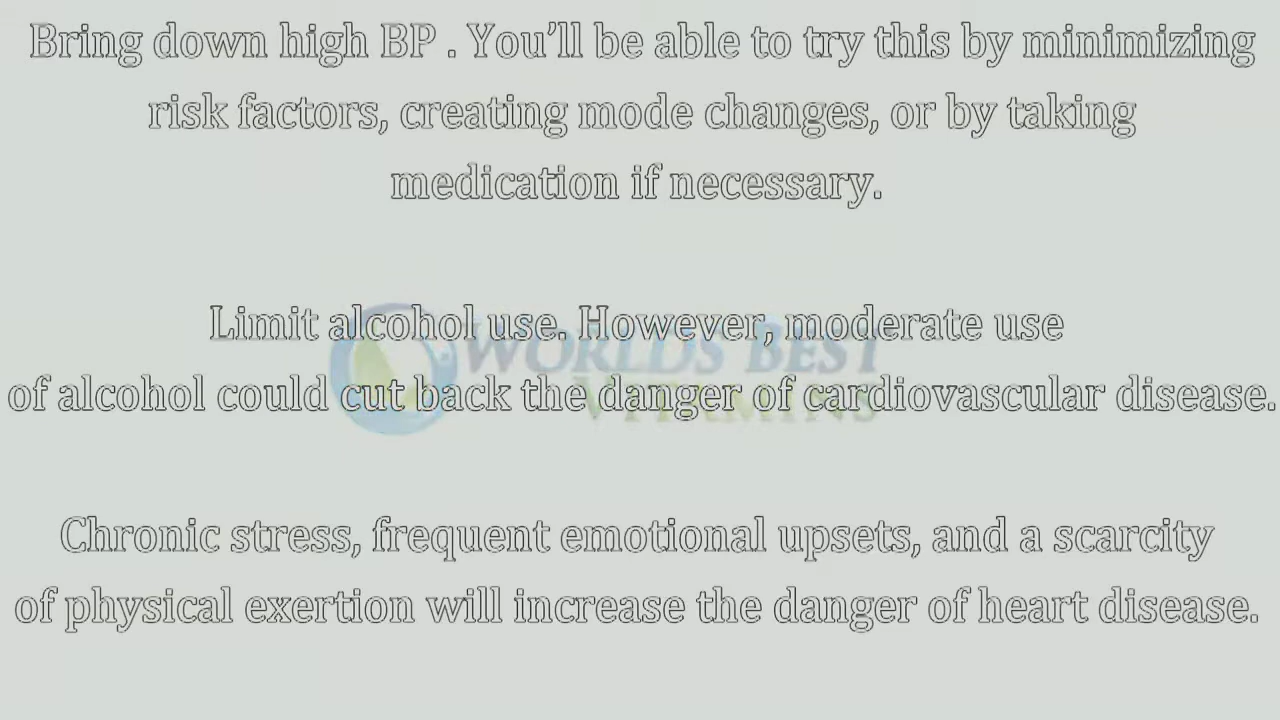 Bring down high BP . You’ll be able to try this by minimizing
risk factors, creating mode changes, or by taking
medication if necessary.
Limit alcohol use. However, moderate use
WORLDS BEST
of alcohol could cut back the danger of cardiovascular disease.
VITAMINS
Chronic stress, frequent emotional upsets, and a scarcity
of physical exertion will increase the danger of heart disease.